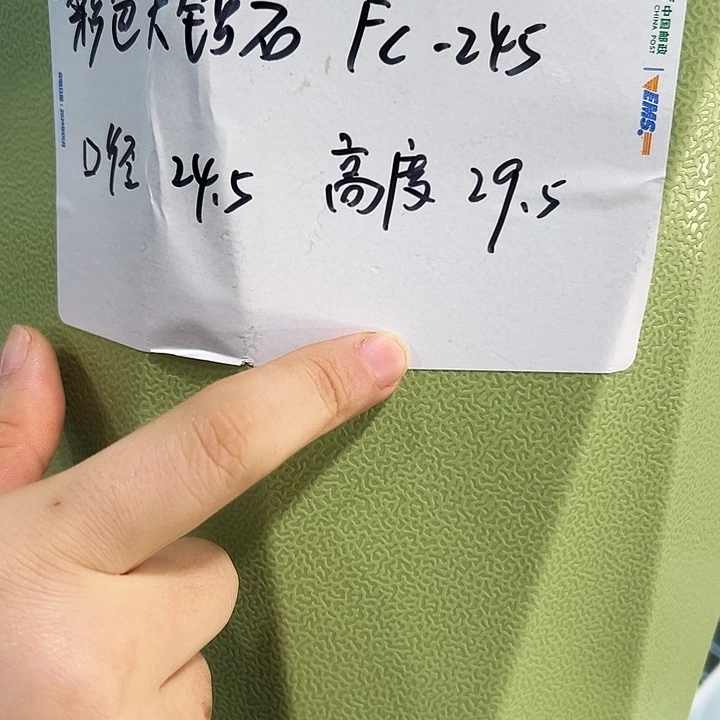 彩色大钻石 FC-245
口径 24.5 高度 29.5
中国邮政
CHINA POST
EMS